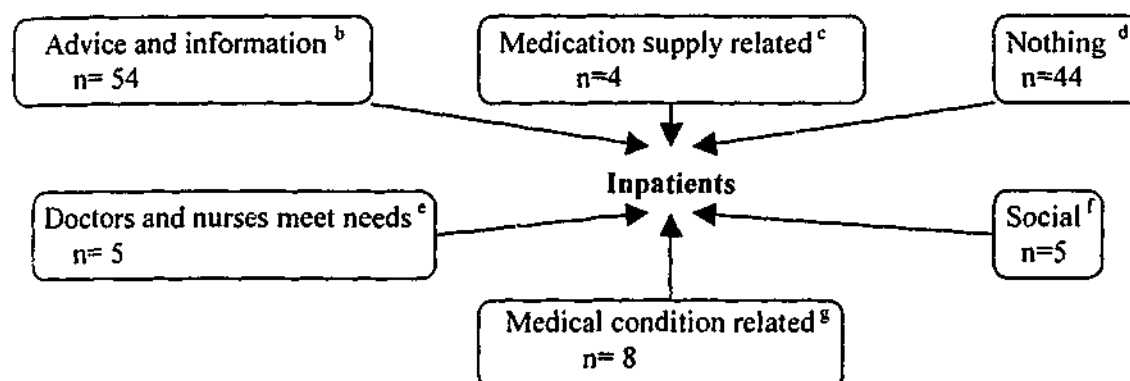 Advice and information b
n= 54
Medication supply related c
n=4
Nothing d
n=44
Inpatients
Doctors and nurses meet needs e
n= 5
Social f
n=5
Medical condition related g
n= 8